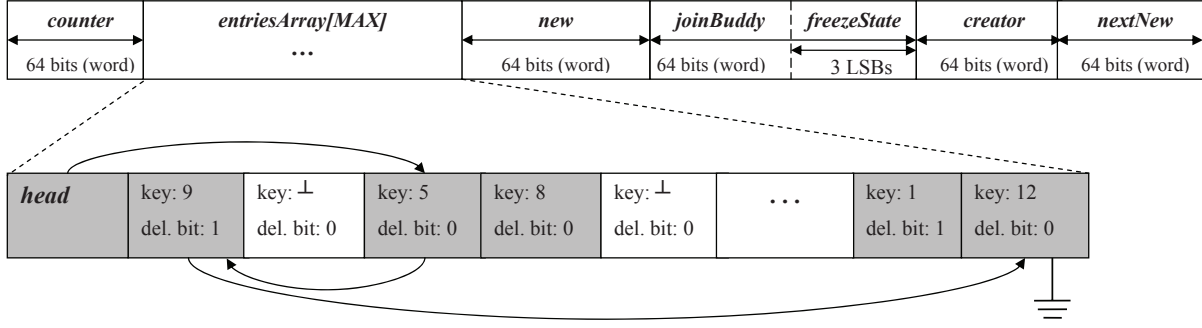 counter entriesArray[MAX] new joinBuddy freezeState creator nextNew
...
64 bits (word) 64 bits (word) 64 bits (word) 3 LSBs 64 bits (word) 64 bits (word)
head key: 9 key: ┴ key: 5 key: 8 key: ┴ ... key: 1 key: 12
del. bit: 1 del. bit: 0 del. bit: 0 del. bit: 0 del. bit: 0 del. bit: 1 del. bit: 0